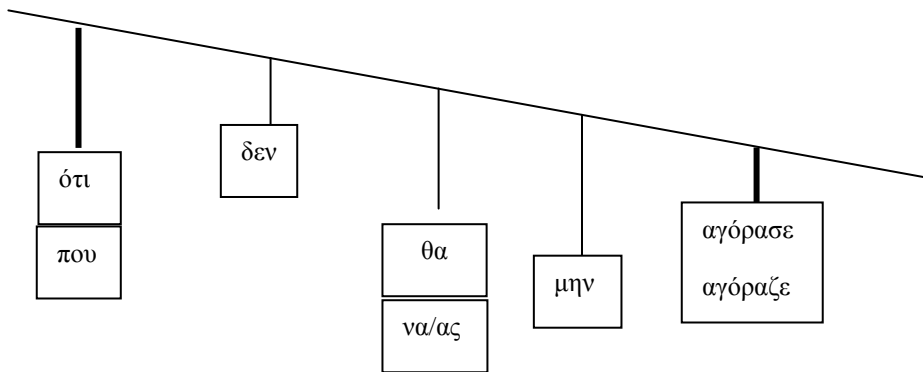 ότι
που
δεν
θα
να/ας
μην
αγόρασε
αγόραζε